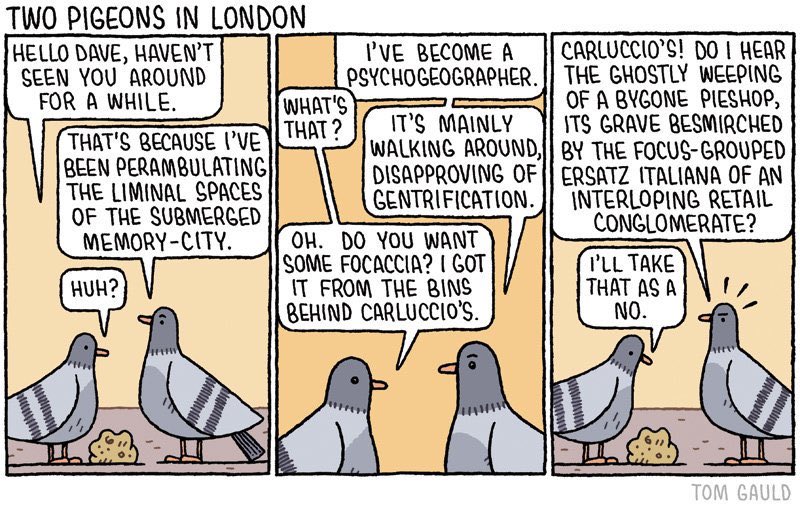 TWO PIGEONS IN LONDON
HELLO DAVE, HAVEN'T
SEEN YOU AROUND
FOR A WHILE.
THAT'S BECAUSE I'VE
BEEN PERAMBULATING
THE LIMINAL SPACES
OF THE SUBMERGED
MEMORY-CITY.
HUH?
I'VE BECOME A
PSYCHOGEOGRAPHER.
WHAT'S
THAT?
IT'S MAINLY
WALKING AROUND,
DISAPPROVING OF
GENTRIFICATION.
OH. DO YOU WANT
SOME FOCACCIA? I GOT
IT FROM THE BINS
BEHIND CARLUCCIO'S.
CARLUCCIO'S! DO I HEAR
THE GHOSTLY WEEPING
OF A BYGONE PIESHOP,
ITS GRAVE BESMIRCHED
BY THE FOCUS-GROUPED
ERSATZ ITALIANA OF AN
INTERLOPING RETAIL
CONGLOMERATE?
I'LL TAKE
THAT AS A
NO.
TOM GAULD